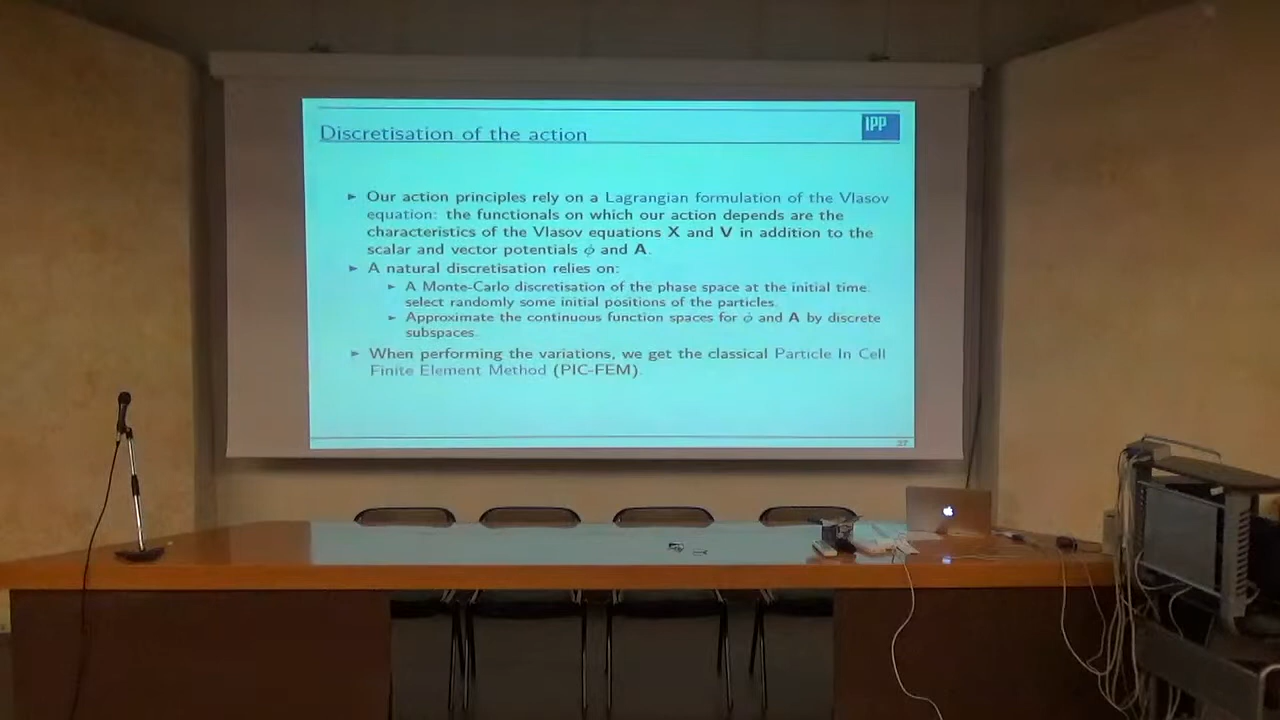 Discretisation of the action
IPP
► Our action principles rely on a Lagrangian formulation of the Vlasov
equation: the functionals on which our action depends are the
characteristics of the Vlasov equations X and V in addition to the
scalar and vector potentials ϕ and A.
► A natural discretisation relies on:
► A Monte-Carlo discretisation of the phase space at the initial time:
select randomly some initial positions of the particles.
► Approximate the continuous function spaces for ϕ and A by discrete
subspaces.
► When performing the variations, we get the classical Particle In Cell
Finite Element Method (PIC-FEM).
37